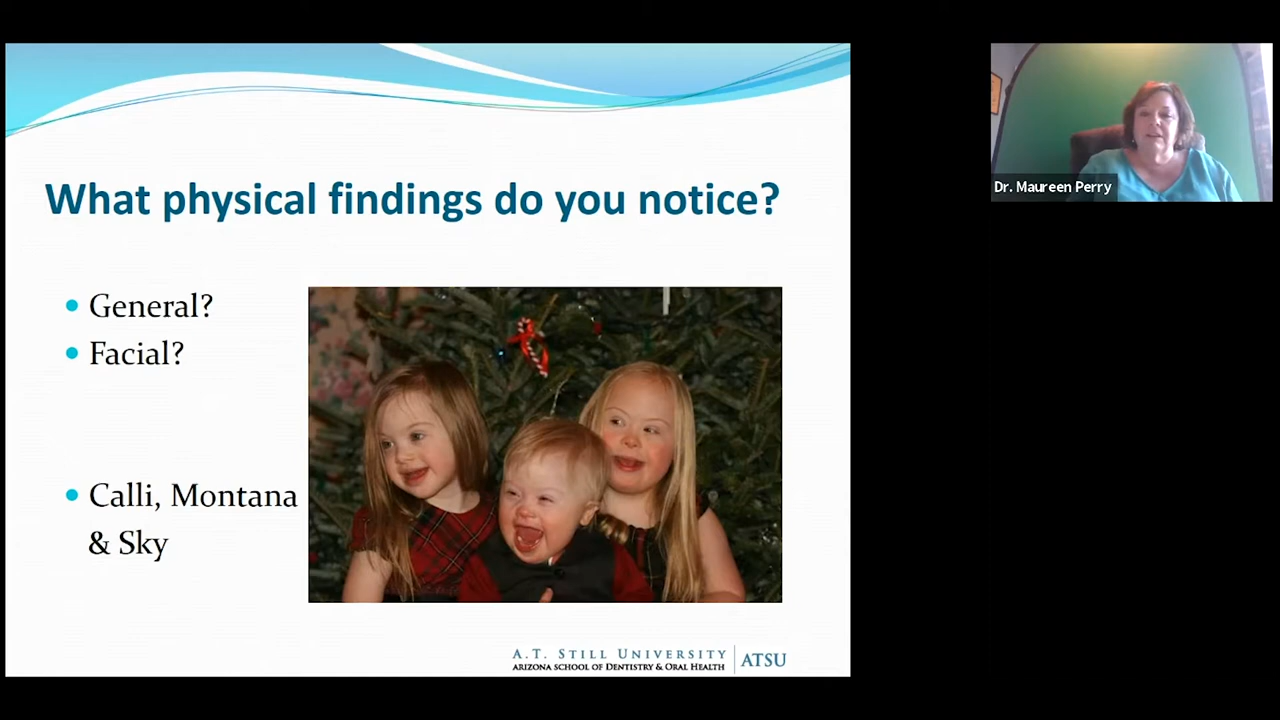 What physical findings do you notice?
General?
Facial?
Calli, Montana
& Sky
A.T. STILL UNIVERSITY
ARIZONA SCHOOL OF DENTISTRY & ORAL HEALTH
ATSU
Dr. Maureen Perry